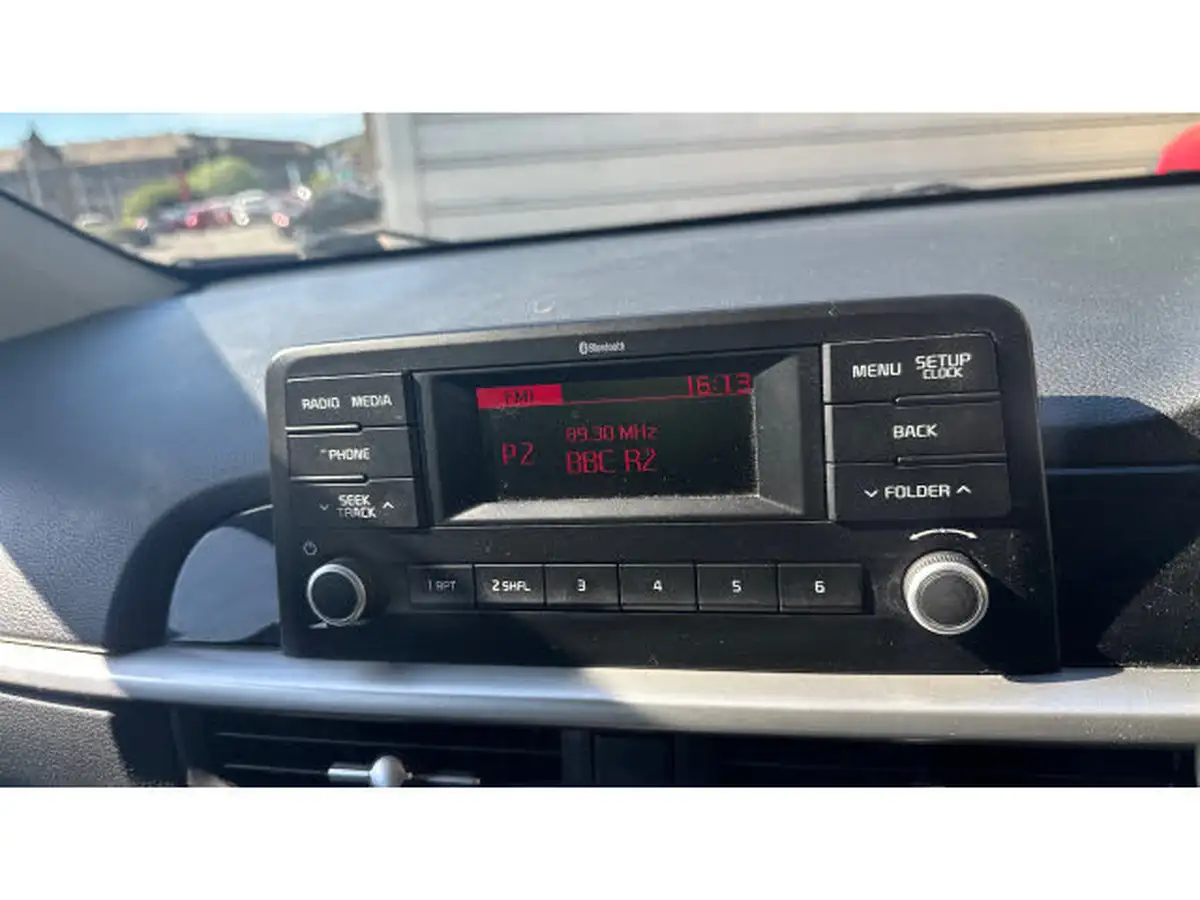 Bluetooth
RADIO MEDIA
PHONE
SEEK
TRACK
FM1 16:13
89.30 MHz
P2 BBC R2
MENU SETUP
CLOCK
BACK
FOLDER
1 RPT 2 SHFL 3 4 5 6